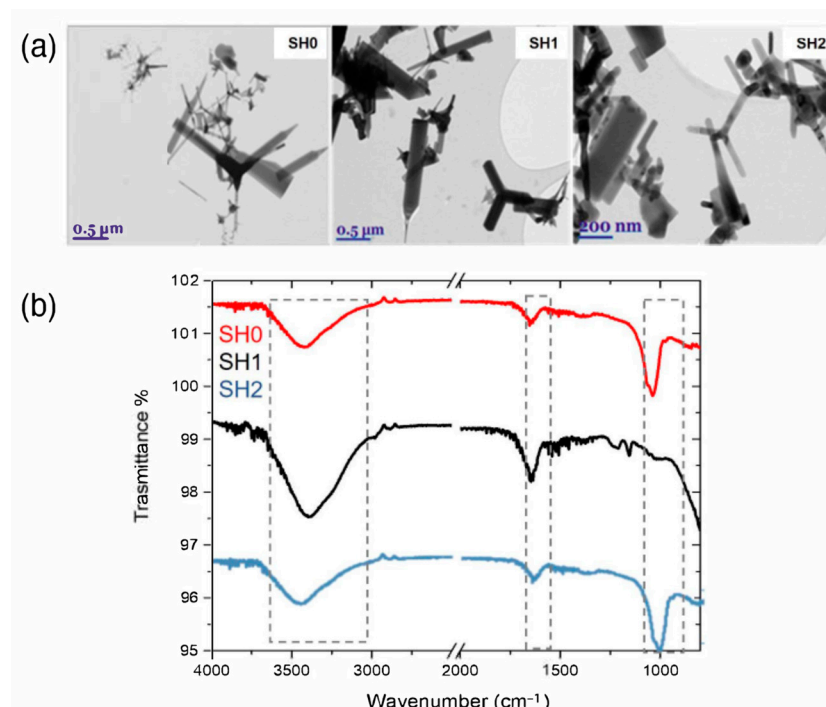 (a)
SH0
SH1
SH2
0.5 µm
0.5 µm
200 nm
(b)
102
101
100
99
98
97
96
95
SH0
SH1
SH2
Trasmittance %
4000 3500 3000 2000 1500 1000
Wavenumber (cm⁻¹)